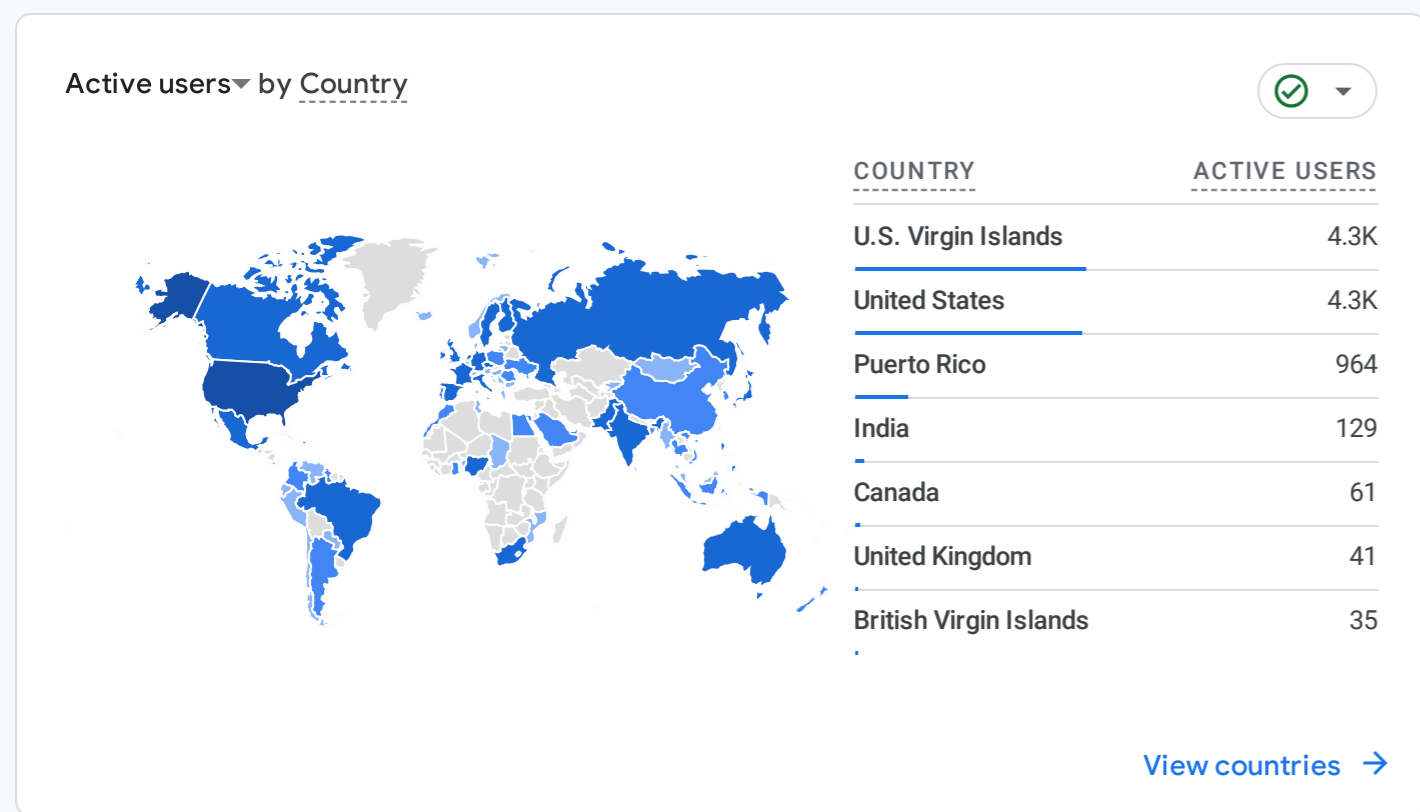 Active users by Country
COUNTRY ACTIVE USERS
U.S. Virgin Islands 4.3K
United States 4.3K
Puerto Rico 964
India 129
Canada 61
United Kingdom 41
British Virgin Islands 35
View countries